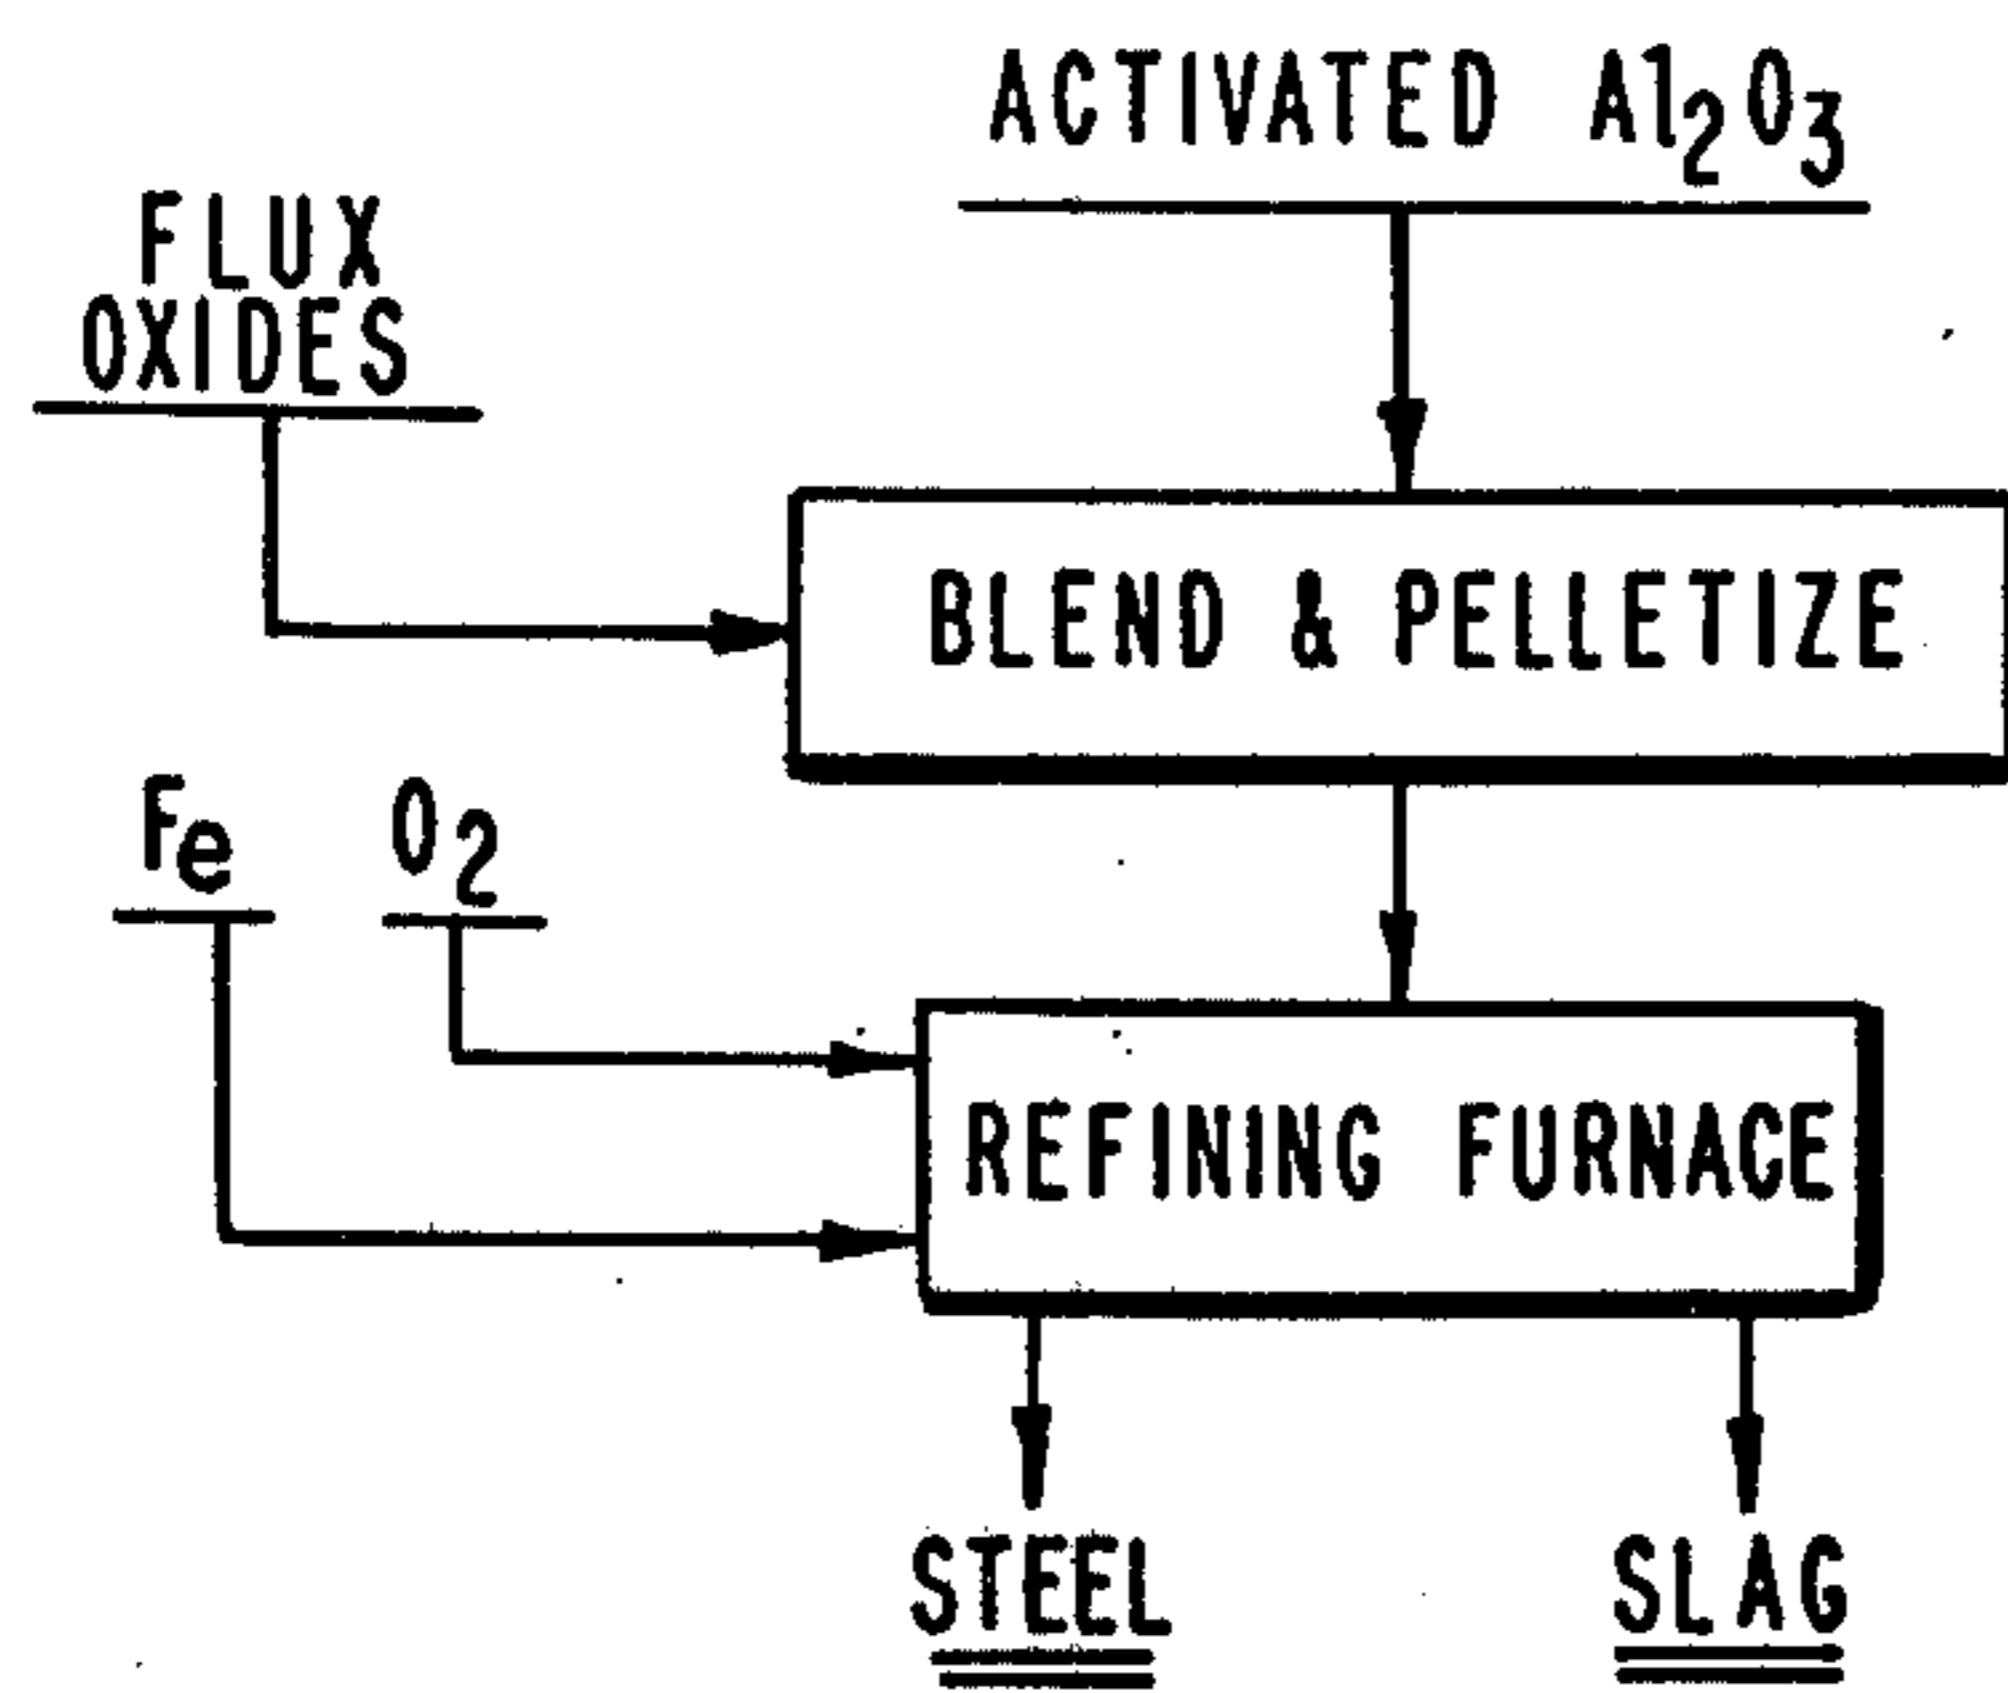 ACTIVATED Al₂O₃
FLUX
OXIDES
BLEND & PELLETIZE
Fe O₂
REFINING FURNACE
STEEL SLAG